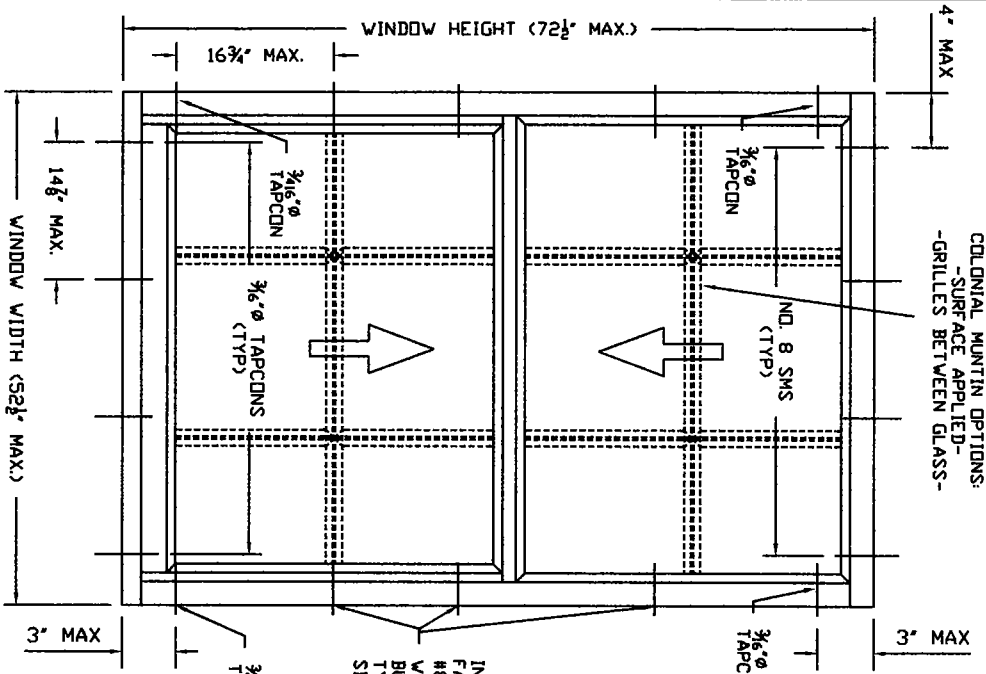 WINDOW HEIGHT (72½" MAX.)
16¾" MAX.
4" MAX
COLONIAL MUNTIN OPTIONS:
-SURFACE APPLIED-
-GRILLES BETWEEN GLASS-
³⁄₁₆"Ø
TAPCON
³⁄₁₆"Ø
TAPCON
NO. 8 SMS
(TYP)
³⁄₁₆"Ø TAPCONS
(TYP)
14⅞" MAX.
WINDOW WIDTH (52⅛" MAX.)
3" MAX
3" MAX
³⁄₁₆"Ø
TAPC